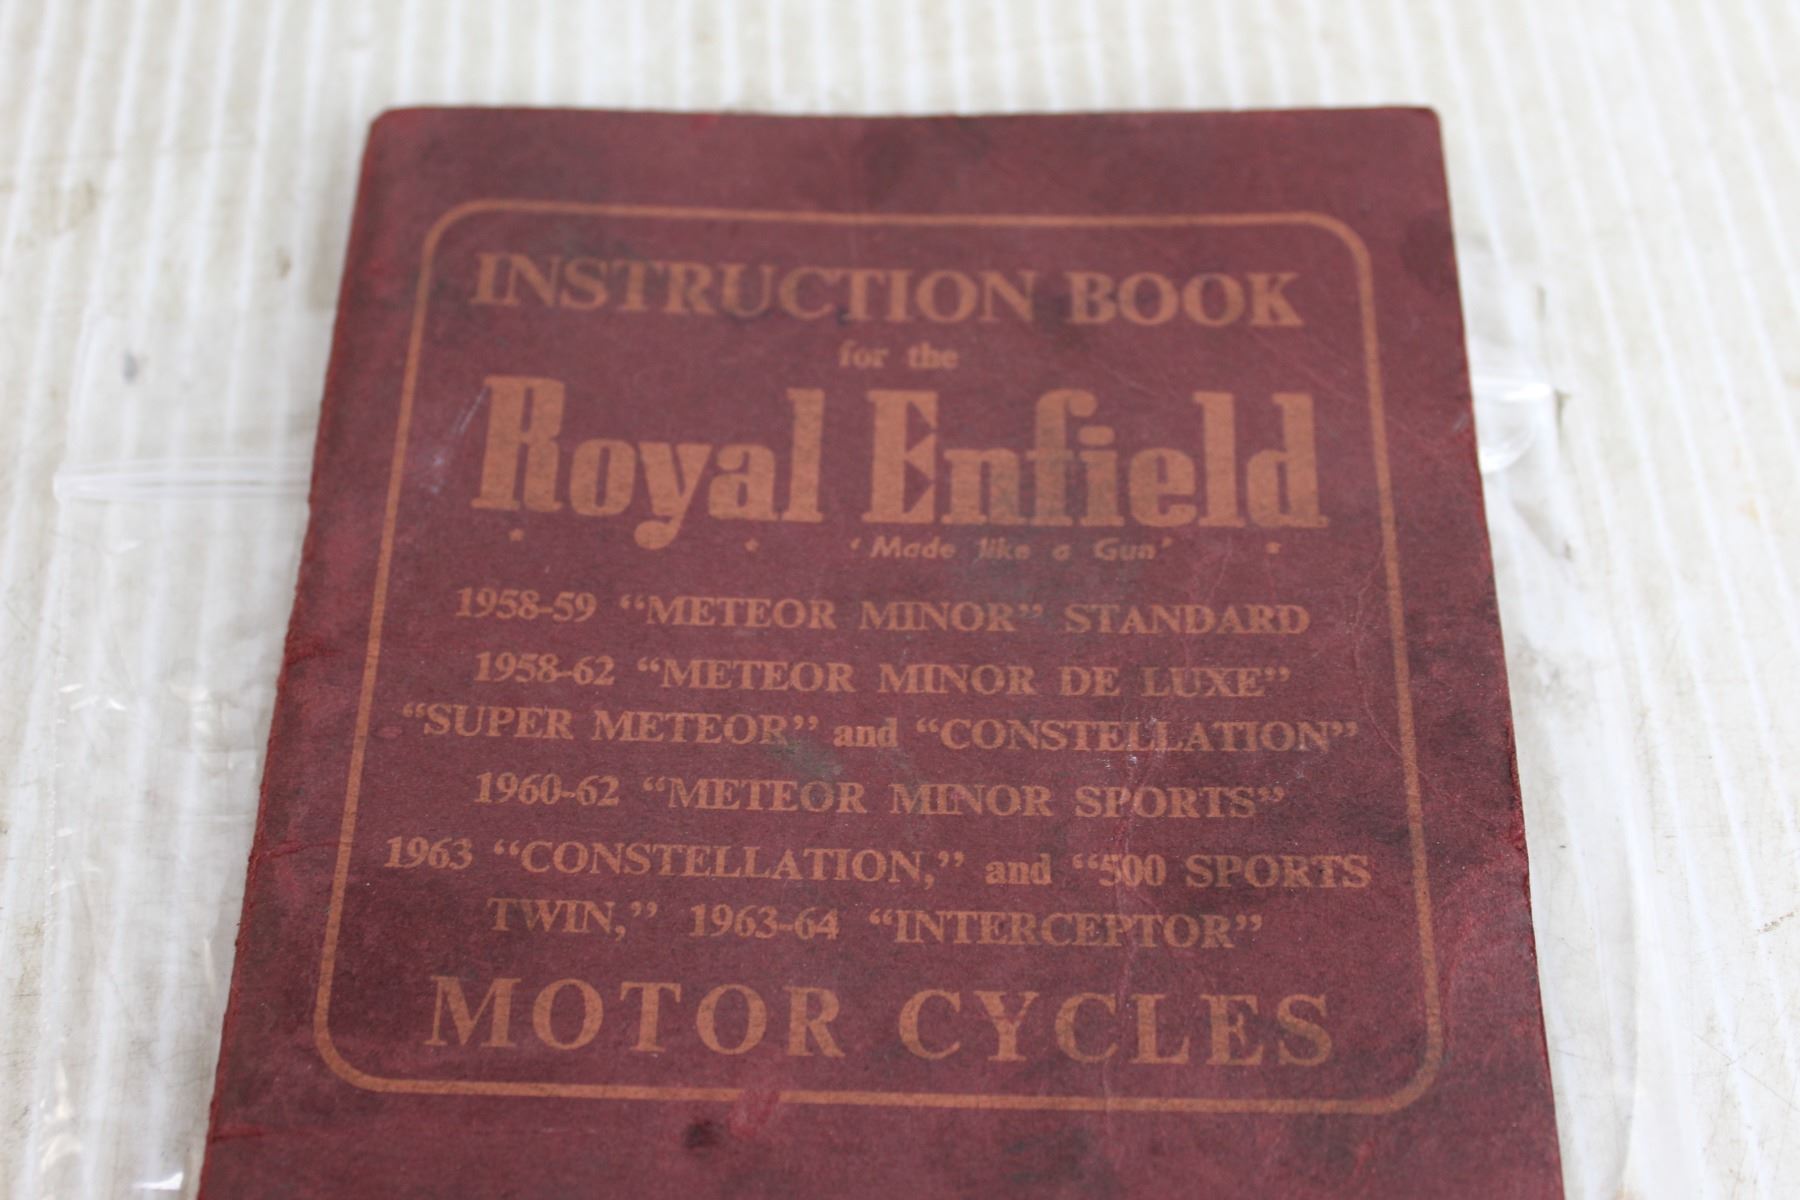 INSTRUCTION BOOK
for the
Royal Enfield
‘Made like a Gun’
1958-59 “METEOR MINOR” STANDARD
1958-62 “METEOR MINOR DE LUXE”
“SUPER METEOR” and “CONSTELLATION”
1960-62 “METEOR MINOR SPORTS”
1963 “CONSTELLATION,” and “500 SPORTS
TWIN,” 1963-64 “INTERCEPTOR”
MOTOR CYCLES